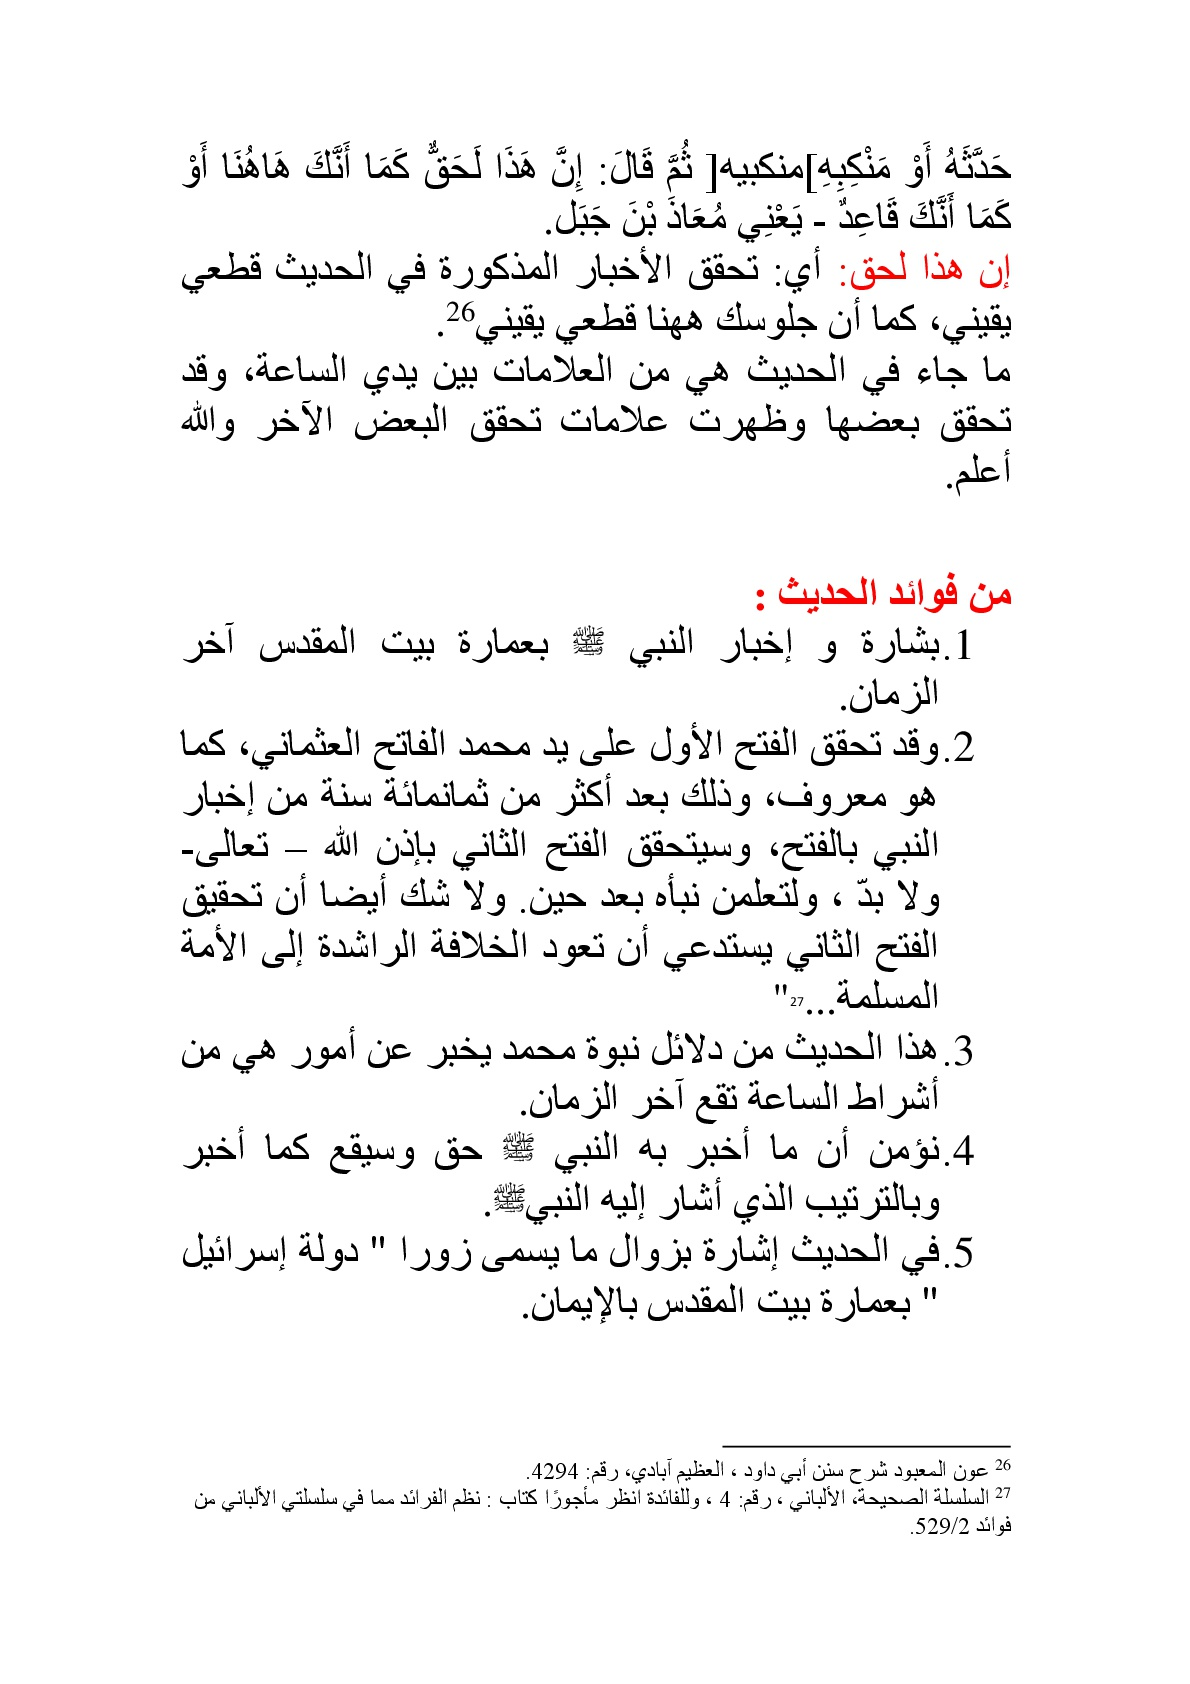 حَدَّثَهُ أَوْ مَنْكِبِهِ]منكبيه[ ثُمَّ قَالَ: إِنَّ هَذَا لَحَقٌّ كَمَا أَنَّكَ هَاهُنَا أَوْ
كَمَا أَنَّكَ قَاعِدٌ - يَعْنِي مُعَاذَ بْنَ جَبَل.
إن هذا لحق: أي: تحقق الأخبار المذكورة في الحديث قطعي
يقيني، كما أن جلوسك ههنا قطعي يقيني26.
ما جاء في الحديث هي من العلامات بين يدي الساعة، وقد
تحقق بعضها وظهرت علامات تحقق البعض الآخر والله
أعلم.
من فوائد الحديث :
1. بشارة و إخبار النبي ﷺ بعمارة بيت المقدس آخر
الزمان.
2. وقد تحقق الفتح الأول على يد محمد الفاتح العثماني، كما
هو معروف، وذلك بعد أكثر من ثمانمائة سنة من إخبار
النبي بالفتح، وسيتحقق الفتح الثاني بإذن الله – تعالى-
ولا بدّ ، ولتعلمن نبأه بعد حين. ولا شك أيضا أن تحقيق
الفتح الثاني يستدعي أن تعود الخلافة الراشدة إلى الأمة
المسلمة...27"
3. هذا الحديث من دلائل نبوة محمد يخبر عن أمور هي من
أشراط الساعة تقع آخر الزمان.
4. نؤمن أن ما أخبر به النبي ﷺ حق وسيقع كما أخبر
وبالترتيب الذي أشار إليه النبيﷺ.
5. في الحديث إشارة بزوال ما يسمى زورا " دولة إسرائيل
" بعمارة بيت المقدس بالإيمان.
26 عون المعبود شرح سنن أبي داود ، العظيم آبادي، رقم: 4294.
27 السلسلة الصحيحة، الألباني ، رقم: 4 ، وللفائدة انظر مأجورًا كتاب : نظم الفرائد مما في سلسلتي الألباني من
فوائد 529/2.